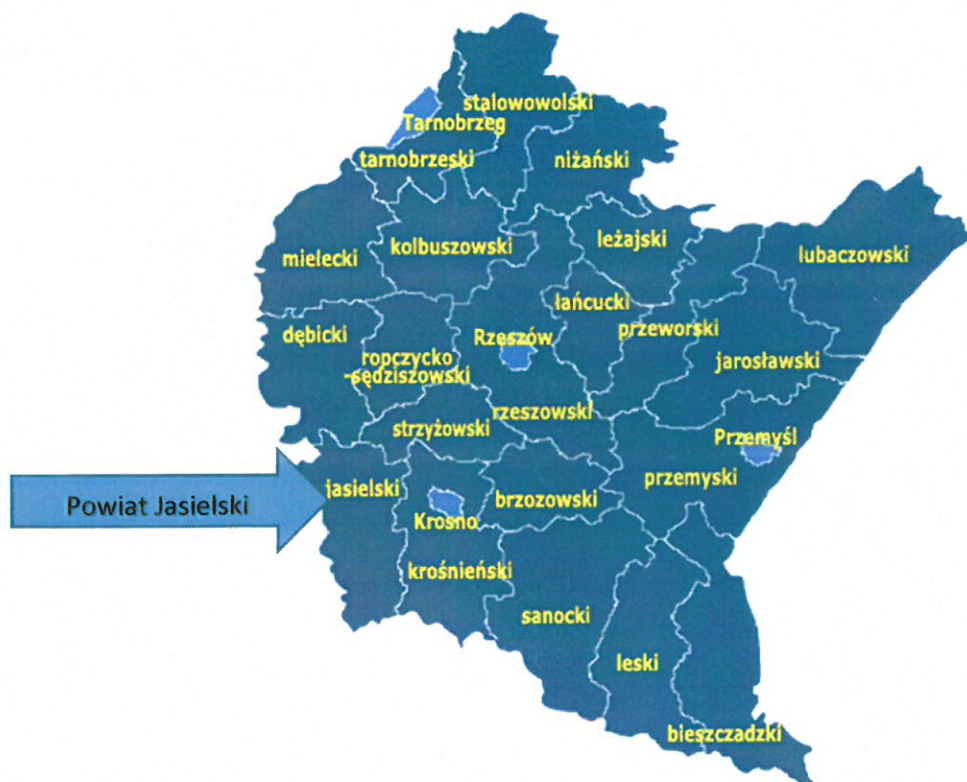 stalowowolski
Tarnobrzeg
tarnobrzeski
niżański
mielecki
kolbuszowski
leżajski
lubaczowski
łańcucki
dębicki
ropczycko
-sędziszowski
Rzeszów
przeworski
jarosławski
strzyżowski
rzeszowski
Przemyśl
przemyski
Powiat Jasielski
jasielski
Krosno
brzozowski
krośnieński
sanocki
leski
bieszczadzki